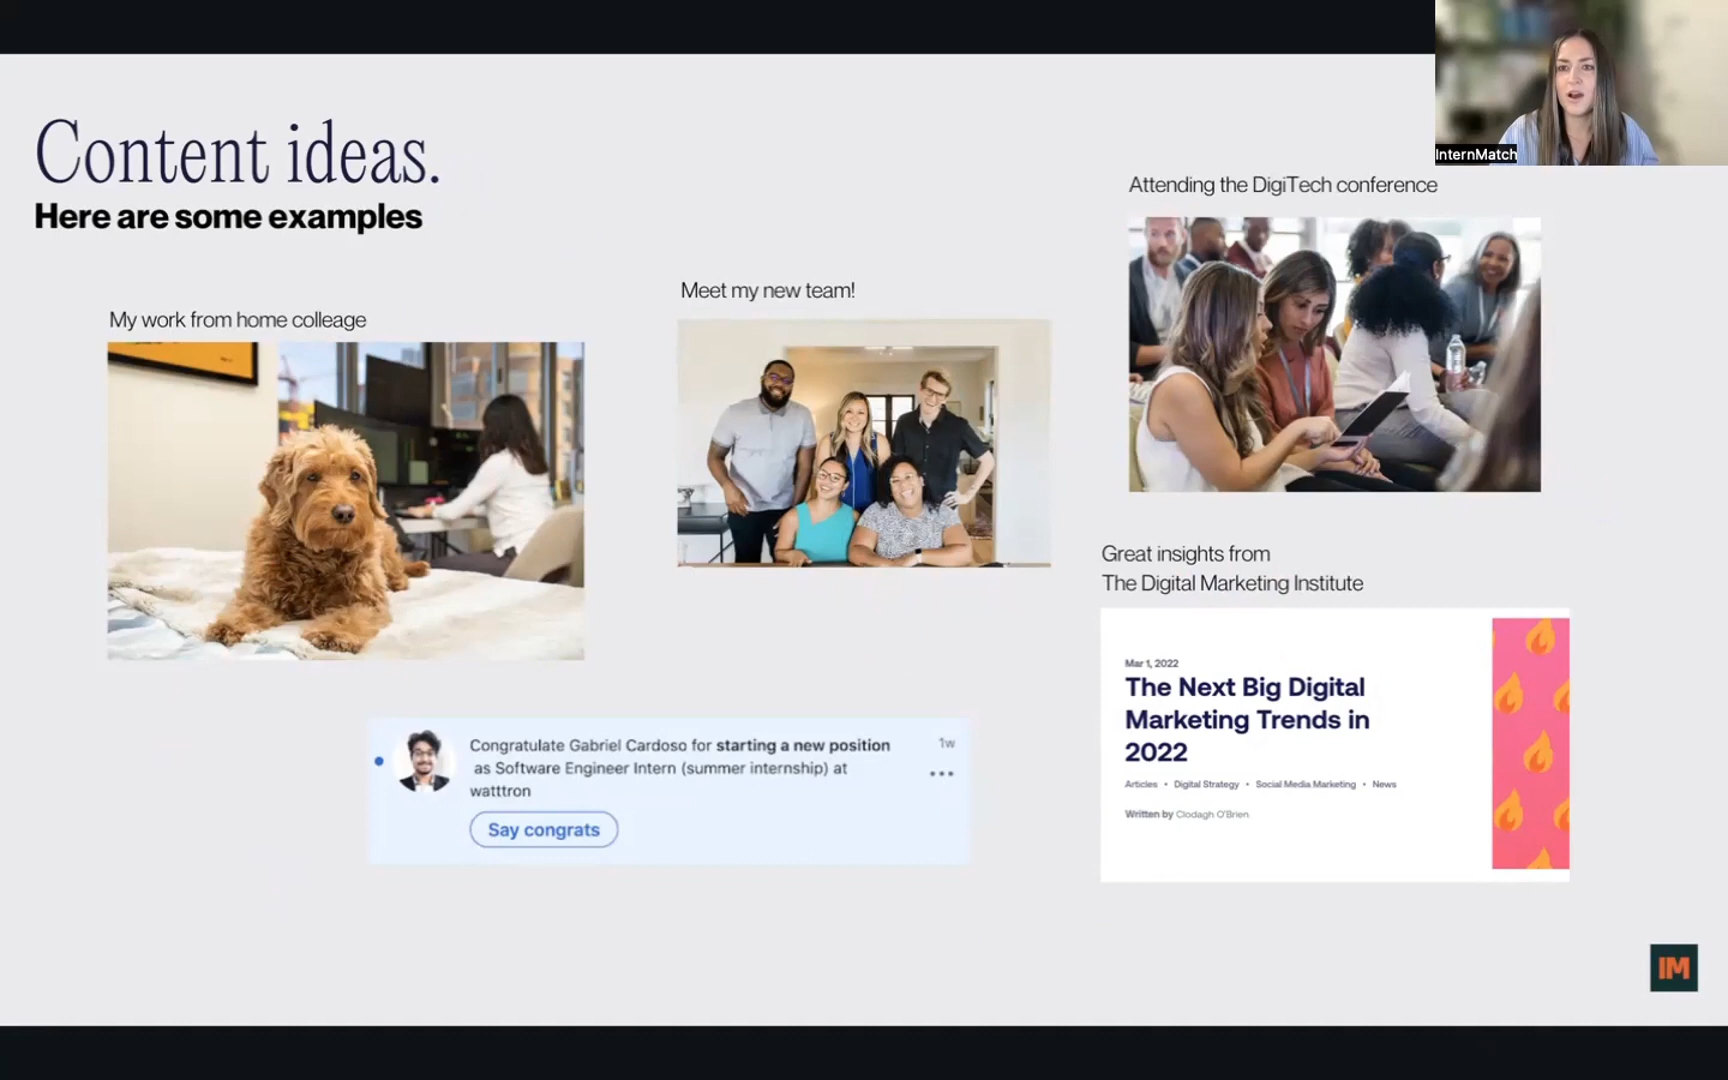 InternMatch
Content ideas.
Here are some examples
My work from home colleage
Meet my new team!
Attending the DigiTech conference
Great insights from
The Digital Marketing Institute
Mar 1, 2022
The Next Big Digital
Marketing Trends in
2022
Articles • Digital Strategy • Social Media Marketing • News
Written by Clodagh O'Brien
Congratulate Gabriel Cardoso for starting a new position
as Software Engineer Intern (summer internship) at
watttron
1w
Say congrats
IM